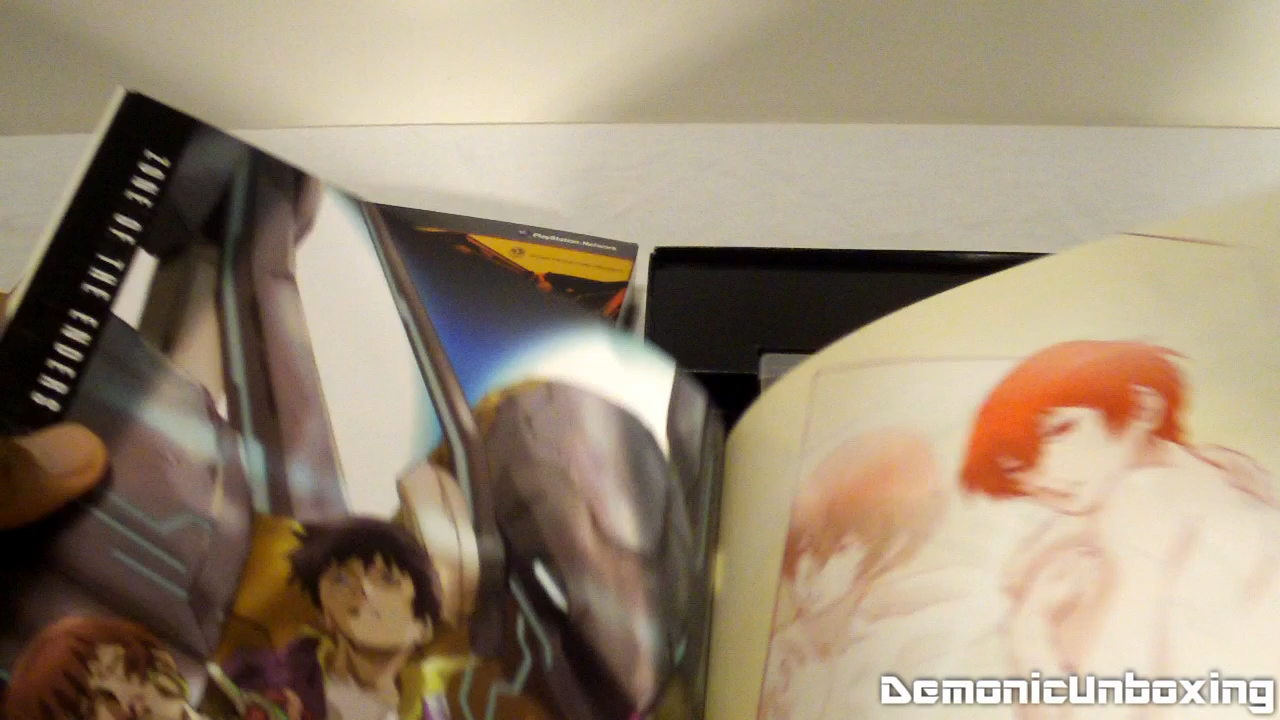 ZONE OF THE ENDERS
PlayStation Network
DemonicUnboxing